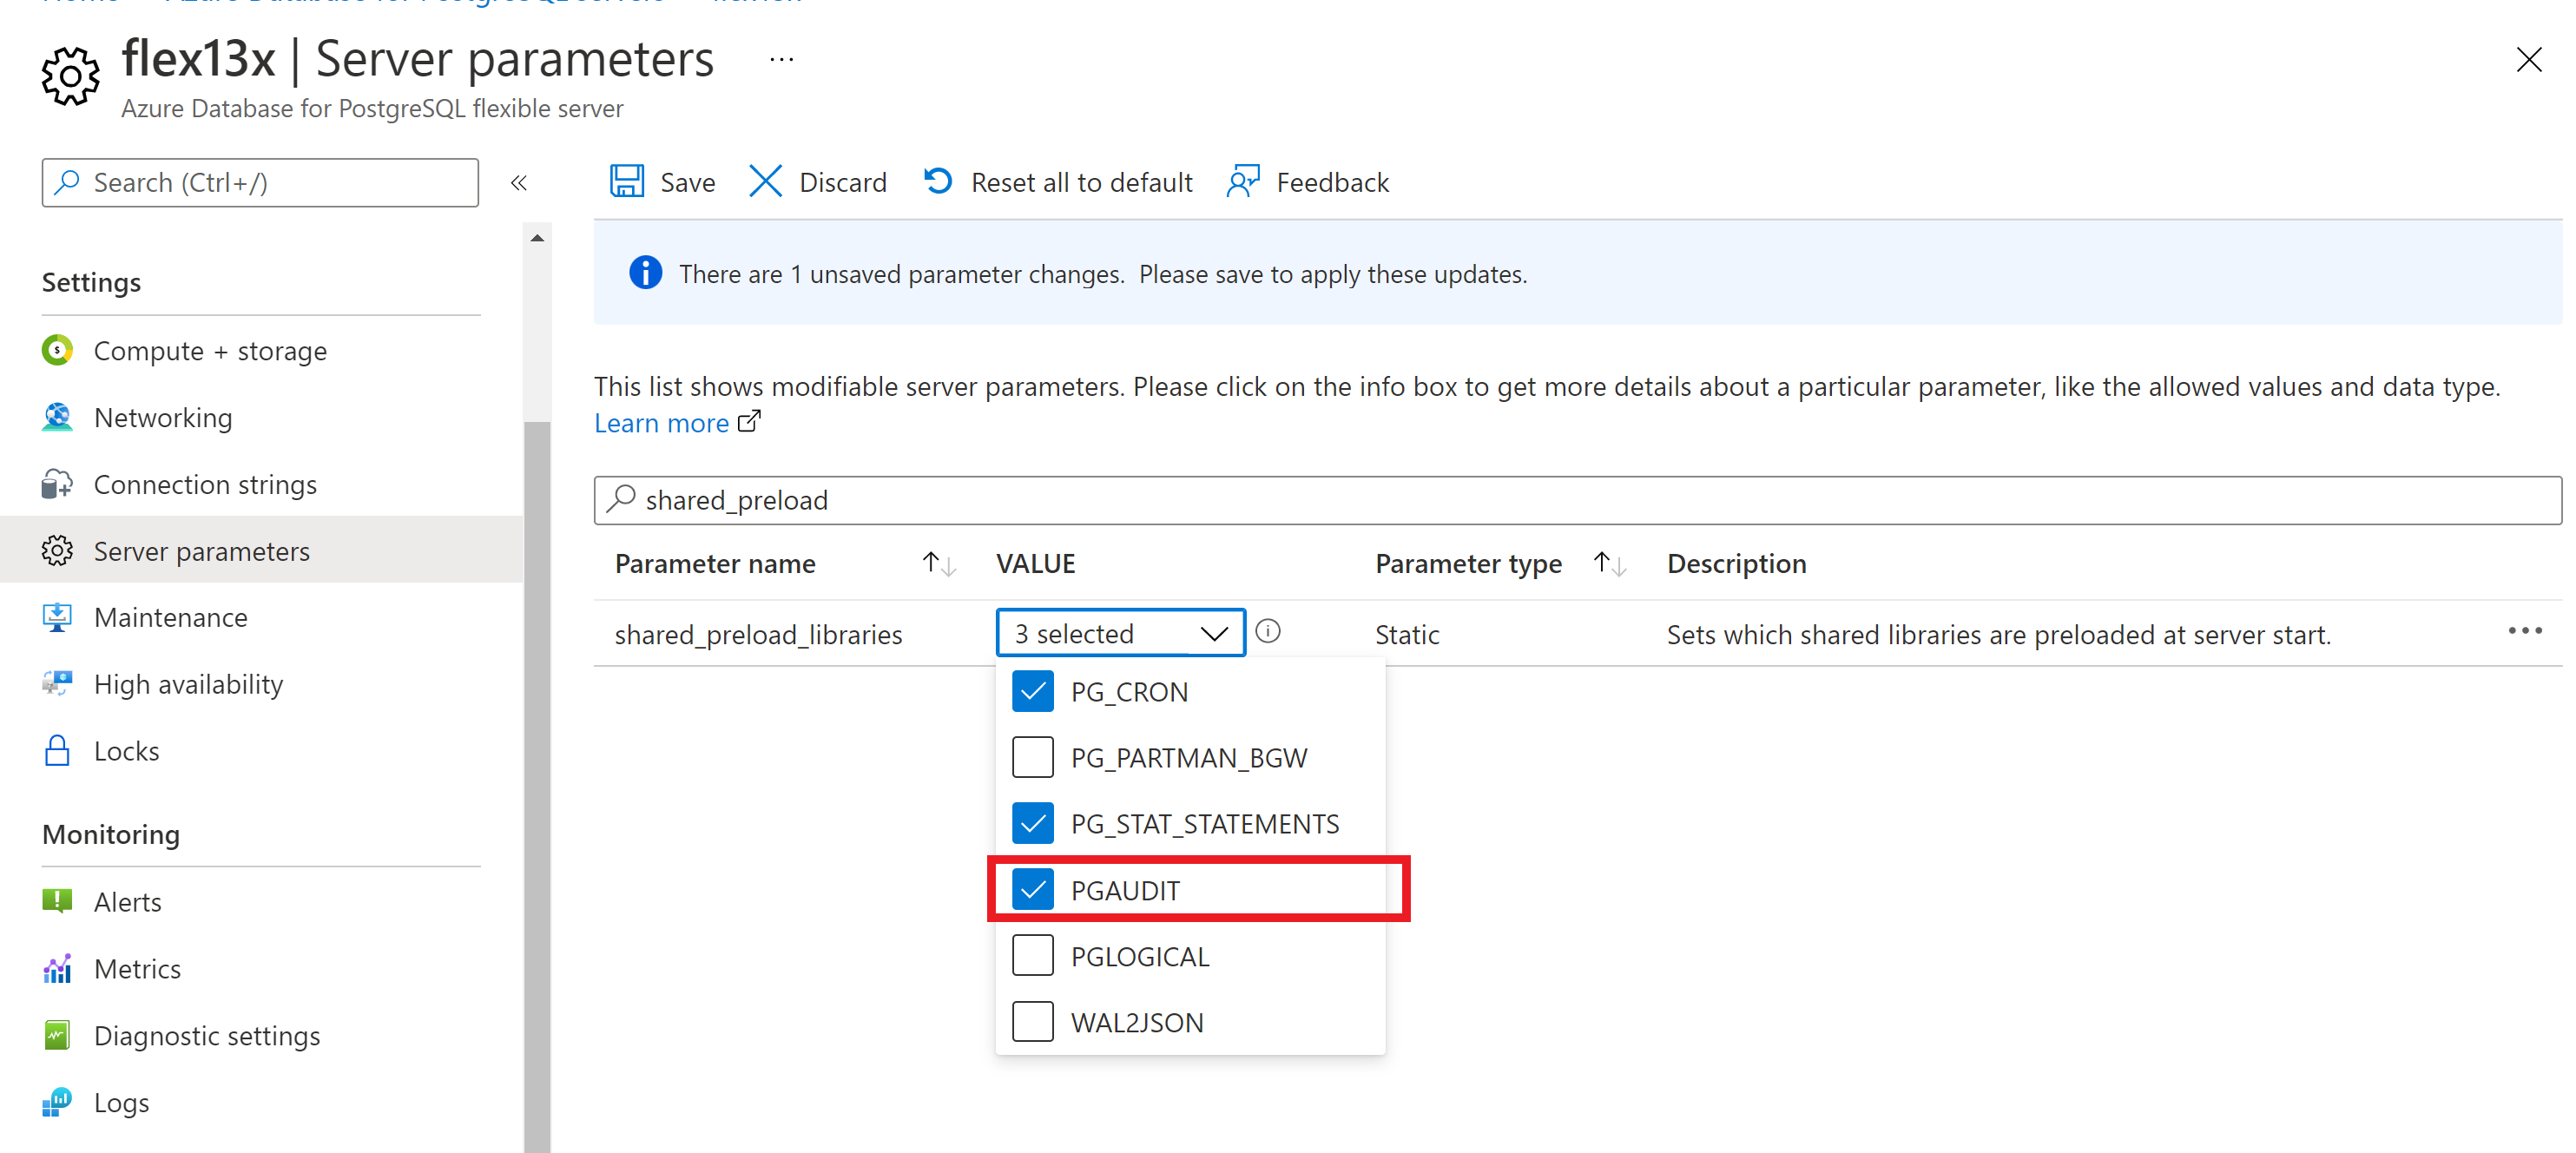 flex13x | Server parameters ...
Azure Database for PostgreSQL flexible server
Search (Ctrl+/)
«
Save
Discard
Reset all to default
Feedback
There are 1 unsaved parameter changes.  Please save to apply these updates.
Settings
Compute + storage
Networking
Connection strings
Server parameters
Maintenance
High availability
Locks
Monitoring
Alerts
Metrics
Diagnostic settings
Logs
This list shows modifiable server parameters. Please click on the info box to get more details about a particular parameter, like the allowed values and data type.
Learn more
shared_preload
Parameter name
VALUE
Parameter type
Description
shared_preload_libraries
3 selected
Static
Sets which shared libraries are preloaded at server start.
PG_CRON
PG_PARTMAN_BGW
PG_STAT_STATEMENTS
PGAUDIT
PGLOGICAL
WAL2JSON